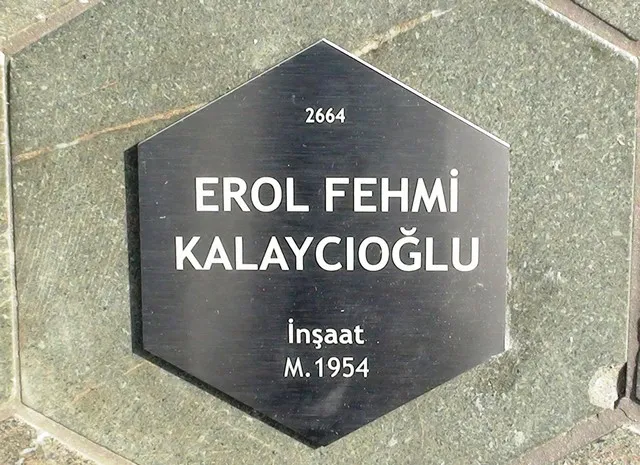 2664
EROL FEHMİ
KALAYCIOĞLU
İnşaat
M.1954